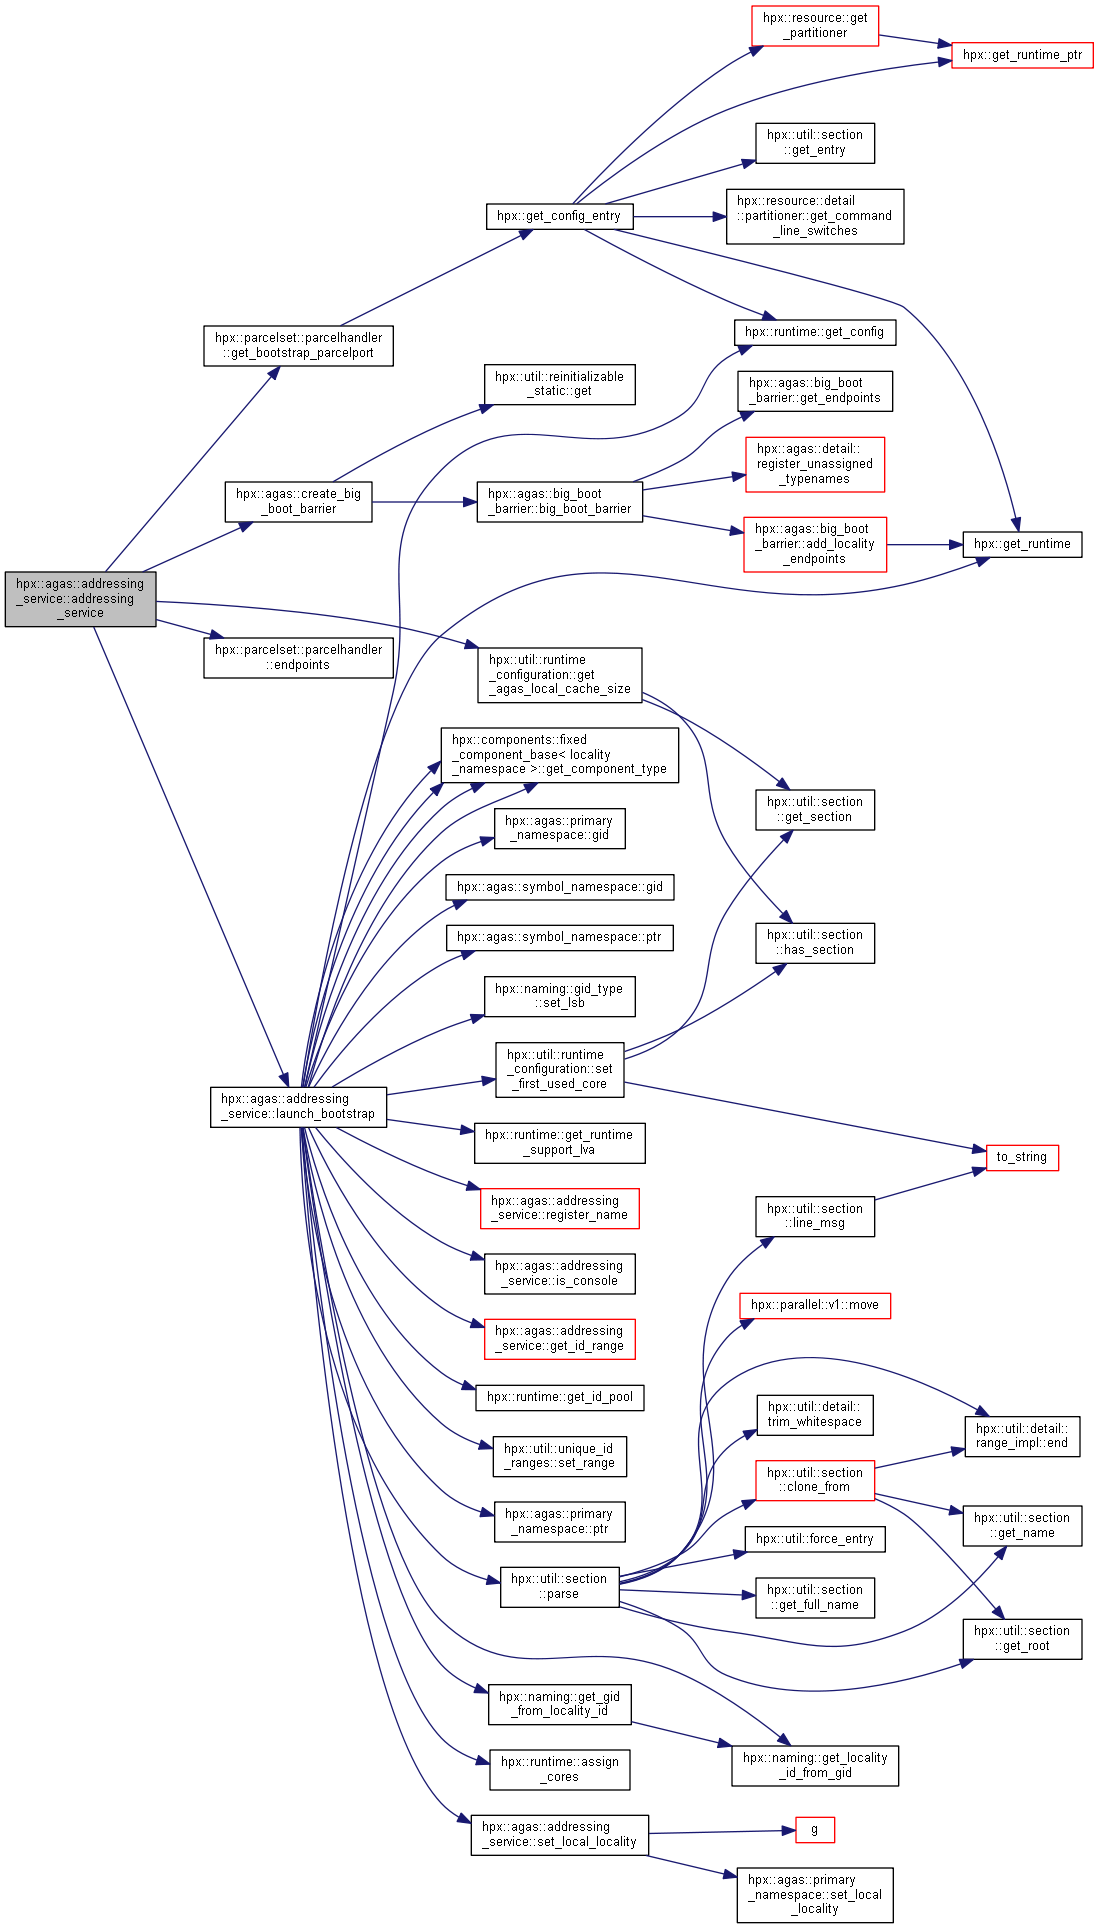 hpx::resource::get
_partitioner
hpx::get_runtime_ptr
hpx::util::section
::get_entry
hpx::resource::detail
::partitioner::get_command
_line_switches
hpx::get_config_entry
hpx::runtime::get_config
hpx::parcelset::parcelhandler
::get_bootstrap_parcelport
hpx::util::reinitializable
_static::get
hpx::agas::big_boot
_barrier::get_endpoints
hpx::agas::detail::
register_unassigned
_typenames
hpx::agas::create_big
_boot_barrier
hpx::agas::big_boot
_barrier::big_boot_barrier
hpx::agas::big_boot
_barrier::add_locality
_endpoints
hpx::get_runtime
hpx::agas::addressing
_service::addressing
_service
hpx::parcelset::parcelhandler
::endpoints
hpx::util::runtime
_configuration::get
_agas_local_cache_size
hpx::components::fixed
_component_base< locality
_namespace >::get_component_type
hpx::util::section
::get_section
hpx::agas::primary
_namespace::gid
hpx::agas::symbol_namespace::gid
hpx::agas::symbol_namespace::ptr
hpx::util::section
::has_section
hpx::naming::gid_type
::set_lsb
hpx::util::runtime
_configuration::set
_first_used_core
hpx::agas::addressing
_service::launch_bootstrap
hpx::runtime::get_runtime
_support_lva
to_string
hpx::agas::addressing
_service::register_name
hpx::util::section
::line_msg
hpx::agas::addressing
_service::is_console
hpx::parallel::v1::move
hpx::agas::addressing
_service::get_id_range
hpx::runtime::get_id_pool
hpx::util::detail::
trim_whitespace
hpx::util::detail::
range_impl::end
hpx::util::unique_id
_ranges::set_range
hpx::util::section
::clone_from
hpx::agas::primary
_namespace::ptr
hpx::util::section
::get_name
hpx::util::force_entry
hpx::util::section
::parse
hpx::util::section
::get_full_name
hpx::util::section
::get_root
hpx::naming::get_gid
_from_locality_id
hpx::naming::get_locality
_id_from_gid
hpx::runtime::assign
_cores
hpx::agas::addressing
_service::set_local_locality
g
hpx::agas::primary
_namespace::set_local
_locality